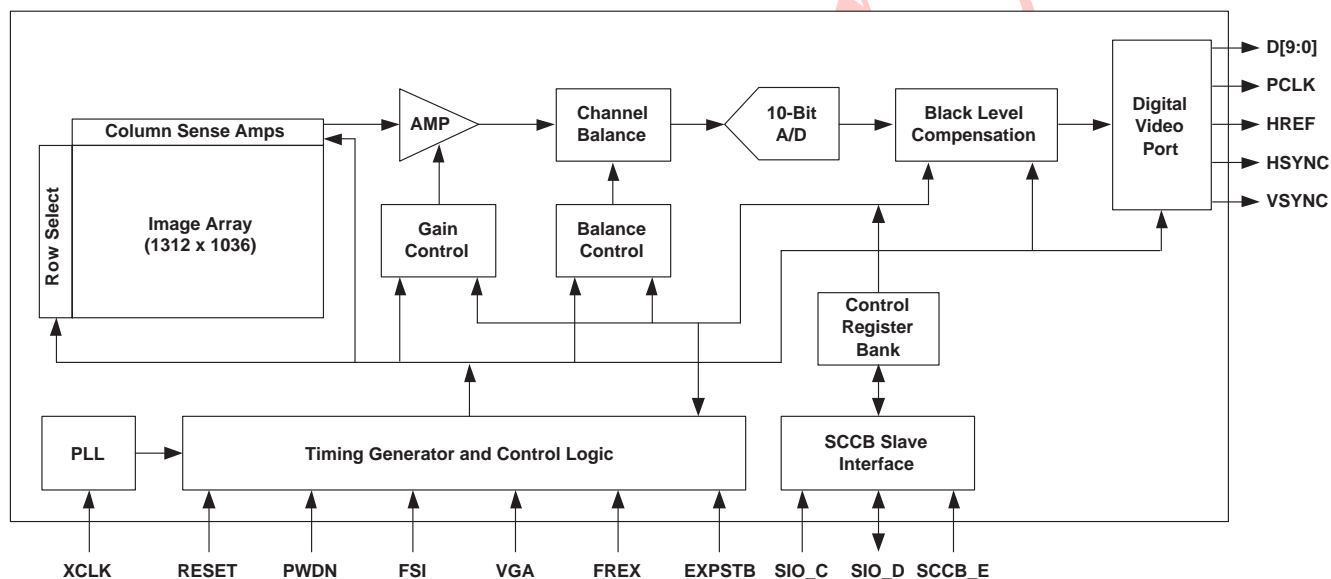 D[9:0]
PCLK
HREF
HSYNC
VSYNC
Column Sense Amps
AMP
Channel
Balance
10-Bit
A/D
Black Level
Compensation
Digital
Video
Port
Row Select
Image Array
(1312 x 1036)
Gain
Control
Balance
Control
Control
Register
Bank
PLL
Timing Generator and Control Logic
SCCB Slave
Interface
XCLK
RESET
PWDN
FSI
VGA
FREX
EXPSTB
SIO_C
SIO_D
SCCB_E